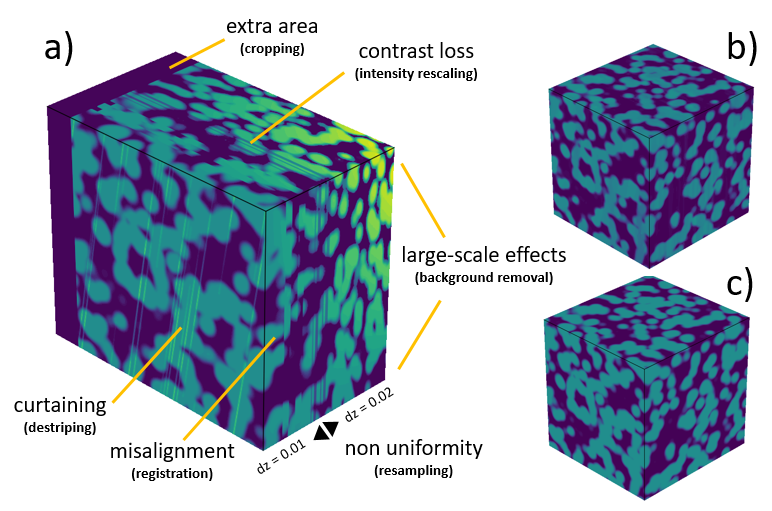 a)
extra area
(cropping)
contrast loss
(intensity rescaling)
b)
large-scale effects
(background removal)
c)
curtaining
(destriping)
misalignment
(registration)
dz = 0.01
dz = 0.02
non uniformity
(resampling)